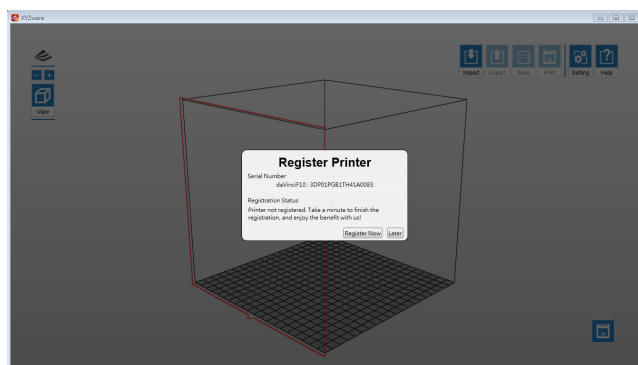 XYZware
Import Export Save Print Setting Help
View
Register Printer
Serial Number
daVinciF10 : 3DP01PGB1TH41A0083
Registration Status
Printer not registered. Take a minute to finish the
registration, and enjoy the benefit with us!
Register Now Later